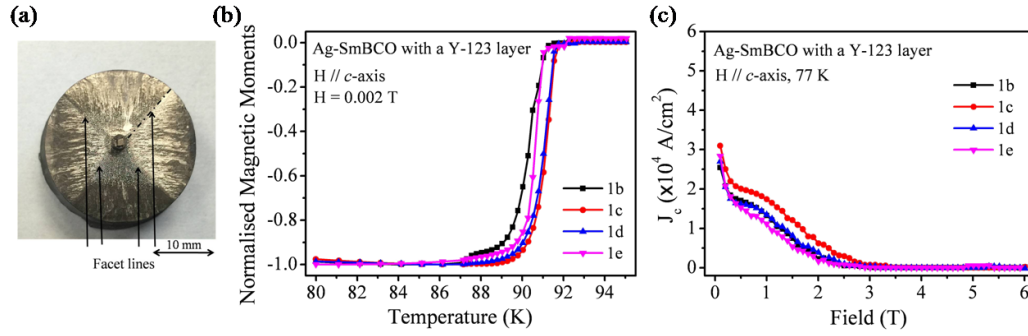 (a)
Facet lines
10 mm
(b)
Normalised Magnetic Moments
0.0
-0.2
-0.4
-0.6
-0.8
-1.0
Ag-SmBCO with a Y-123 layer
H // c-axis
H = 0.002 T
1b
1c
1d
1e
80 82 84 86 88 90 92 94
Temperature (K)
(c)
J_c (x10^4 A/cm^2)
6
5
4
3
2
1
0
Ag-SmBCO with a Y-123 layer
H // c-axis, 77 K
1b
1c
1d
1e
0 1 2 3 4 5 6
Field (T)